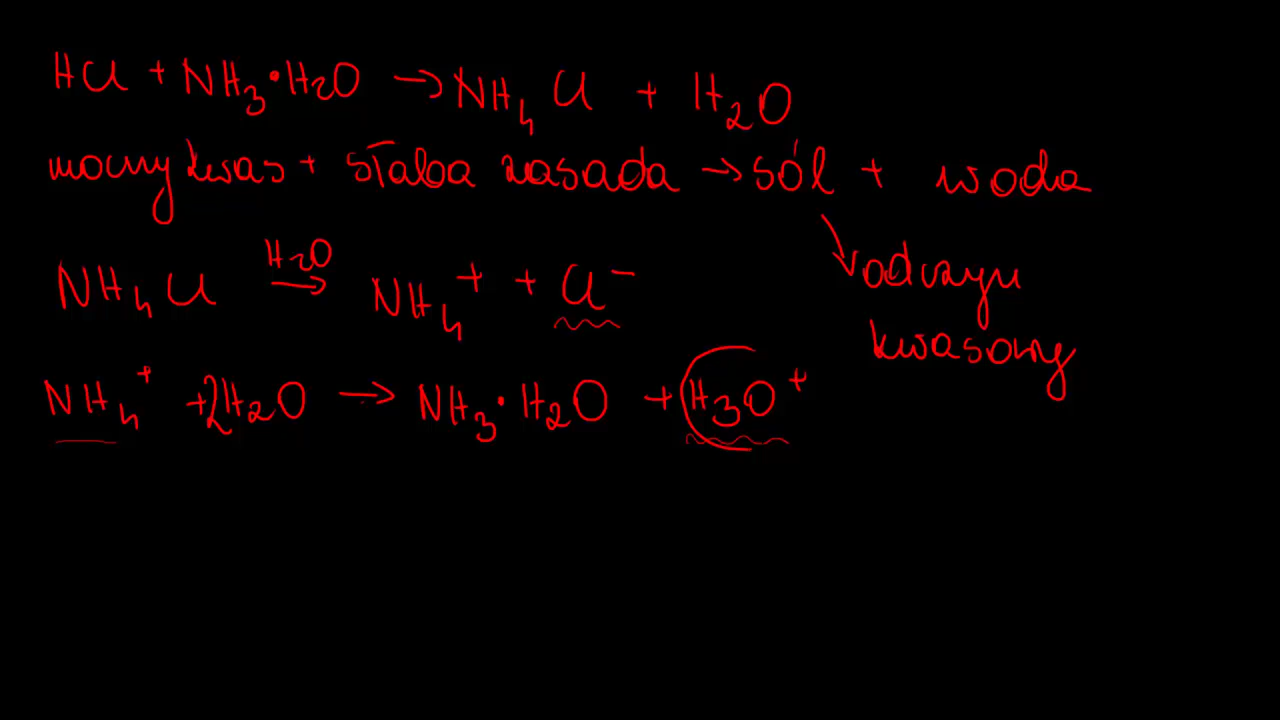 HCl + NH₃·H₂O → NH₄Cl + H₂O
mocny kwas + słaba zasada → sól + woda
odczyn
kwasowy
NH₄Cl H₂O→ NH₄⁺ + Cl⁻
NH₄⁺ + 2H₂O → NH₃·H₂O + H₃O⁺